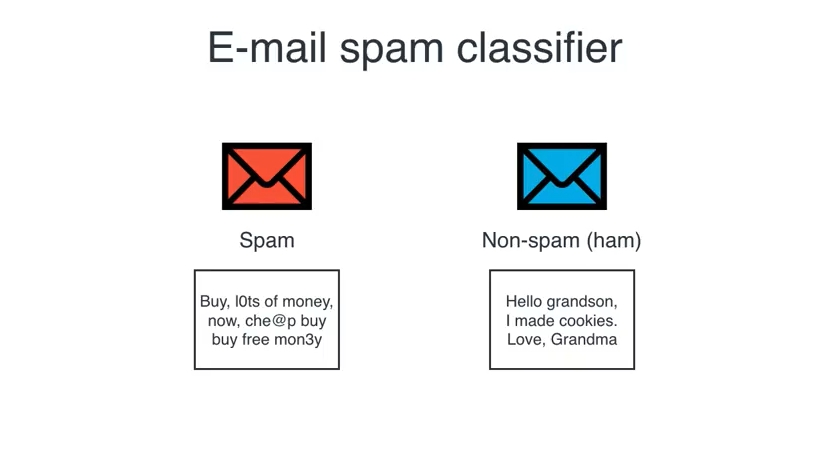 E-mail spam classifier
Spam
Non-spam (ham)
Buy, l0ts of money,
now, che@p buy
buy free mon3y
Hello grandson,
I made cookies.
Love, Grandma